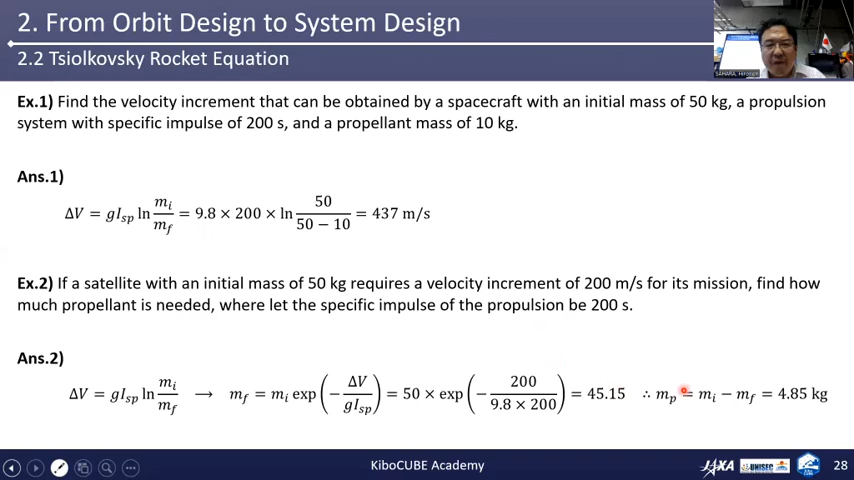 2. From Orbit Design to System Design
2.2 Tsiolkovsky Rocket Equation
SAHARA, Hironori
Ex.1) Find the velocity increment that can be obtained by a spacecraft with an initial mass of 50 kg, a propulsion
system with specific impulse of 200 s, and a propellant mass of 10 kg.
Ans.1)
ΔV = gI_sp ln m_i/m_f = 9.8 × 200 × ln 50/(50 − 10) = 437 m/s
Ex.2) If a satellite with an initial mass of 50 kg requires a velocity increment of 200 m/s for its mission, find how
much propellant is needed, where let the specific impulse of the propulsion be 200 s.
Ans.2)
ΔV = gI_sp ln m_i/m_f → m_f = m_i exp(−ΔV/gI_sp) = 50 × exp(−200/(9.8 × 200)) = 45.15 ∴ m_p = m_i − m_f = 4.85 kg
KiboCUBE Academy
JAXA
UNISEC
28